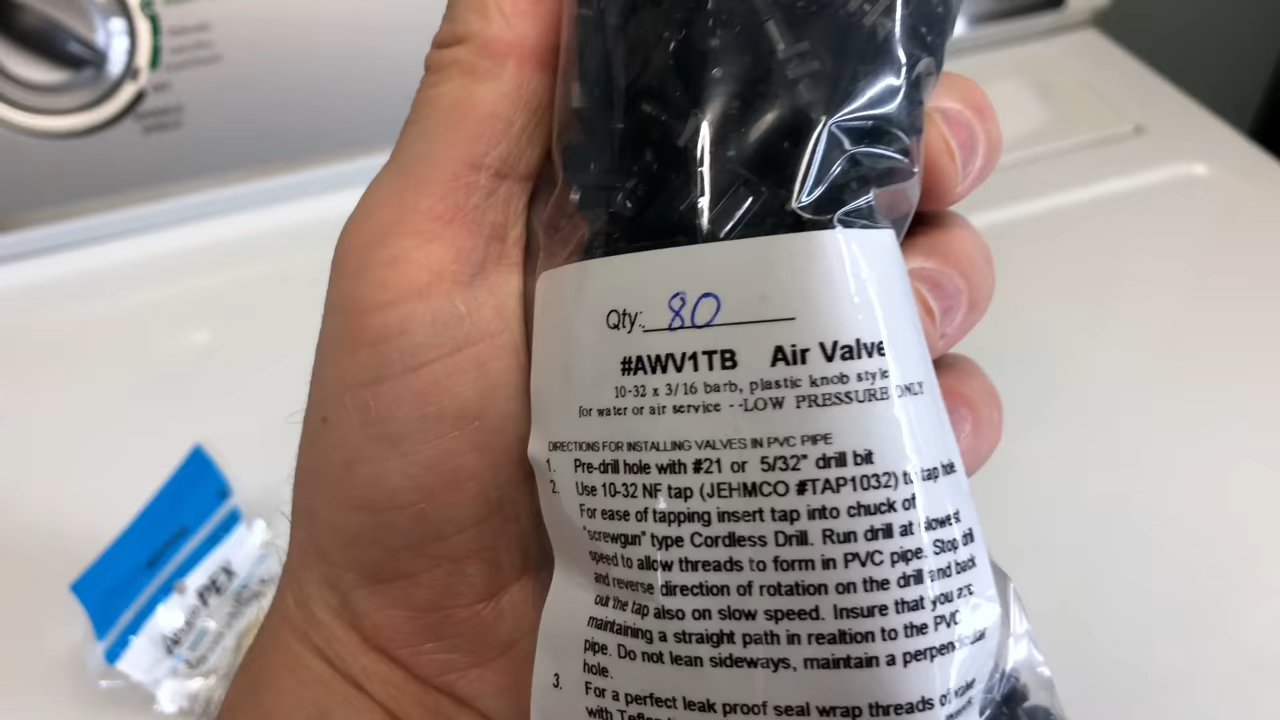 Qty: 80
#AWV1TB Air Valve
10-32 x 3/16 barb, plastic knob style
for water or air service --LOW PRESSURE ONLY
DIRECTIONS FOR INSTALLING VALVES IN PVC PIPE
1. Pre-drill hole with #21 or 5/32" drill bit
2. Use 10-32 NF tap (JEHMCO #TAP1032) to tap hole.
For ease of tapping insert tap into chuck of
"screwgun" type Cordless Drill. Run drill at slowest
speed to allow threads to form in PVC pipe. Stop drill
and reverse direction of rotation on the drill and back
out the tap also on slow speed. Insure that you are
maintaining a straight path in realtion to the PVC
pipe. Do not lean sideways, maintain a perpendicular
hole.
3. For a perfect leak proof seal wrap threads of valve
with
PEX